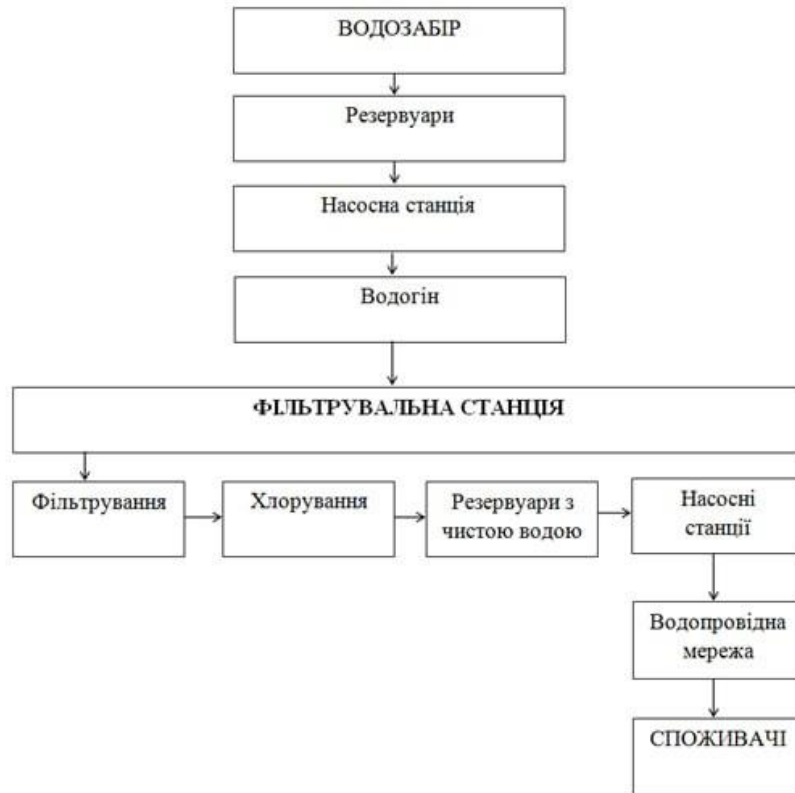 ВОДОЗАБІР
Резервуари
Насосна станція
Водогін
ФІЛЬТРУВАЛЬНА СТАНЦІЯ
Фільтрування
Хлорування
Резервуари з
чистою водою
Насосні
станції
Водопровідна
мережа
СПОЖИВАЧІ